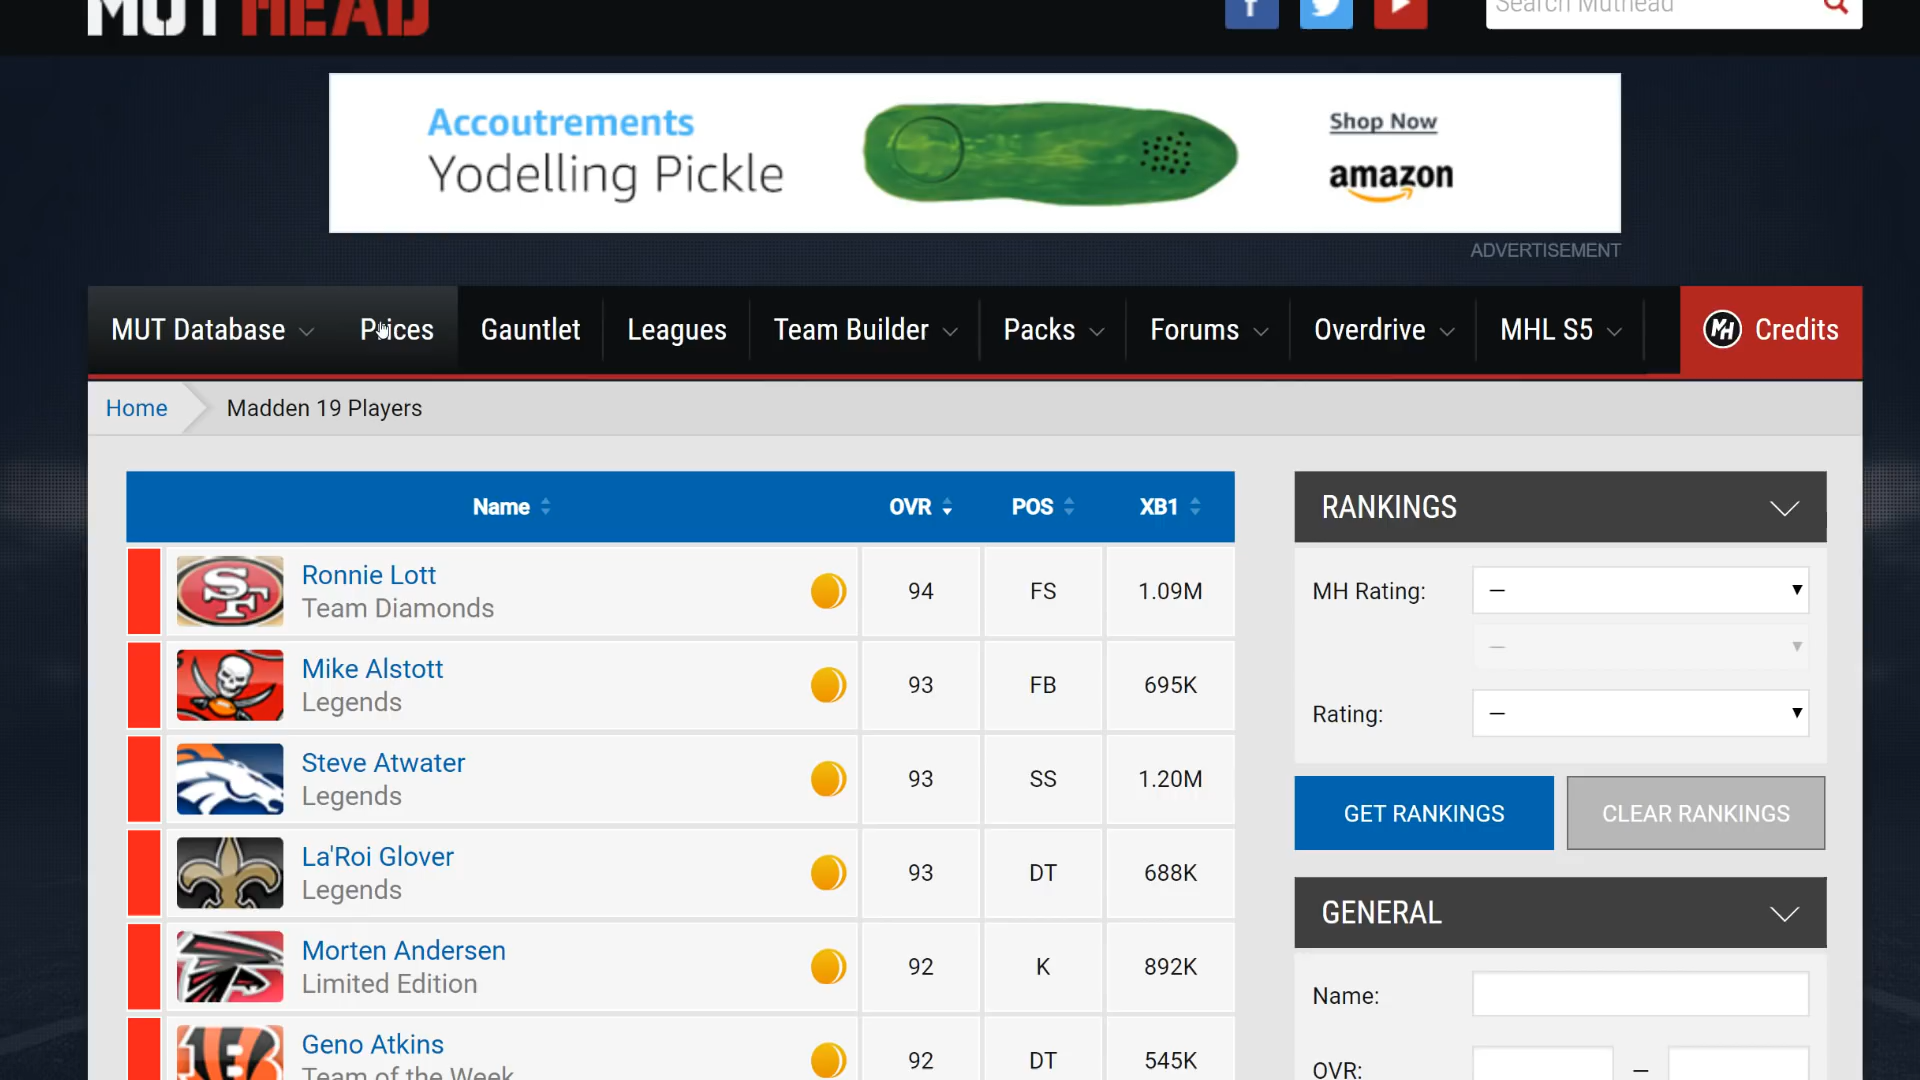 MUTHEAD
f
Search Muthead
Accoutrements
Yodelling Pickle
Shop Now
amazon
ADVERTISEMENT
MUT Database
Prices
Gauntlet
Leagues
Team Builder
Packs
Forums
Overdrive
MHL S5
MH Credits
Home
Madden 19 Players
Name OVR POS XB1
Ronnie Lott
Team Diamonds
94 FS 1.09M
Mike Alstott
Legends
93 FB 695K
Steve Atwater
Legends
93 SS 1.20M
La'Roi Glover
Legends
93 DT 688K
Morten Andersen
Limited Edition
92 K 892K
Geno Atkins
Team of the Week
92 DT 545K
RANKINGS
MH Rating: —
—
Rating: —
GET RANKINGS
CLEAR RANKINGS
GENERAL
Name:
OVR: —